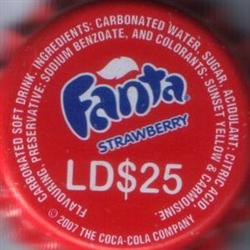 CARBONATED SOFT DRINK. INGREDIENTS: CARBONATED WATER, SUGAR, ACIDULANT: CITRIC ACID,
FLAVOURING, PRESERVATIVE: SODIUM BENZOATE, AND COLORANTS: SUNSET YELLOW & CARMOISINE.
Fanta
STRAWBERRY
LD$25
© 2007 THE COCA-COLA COMPANY